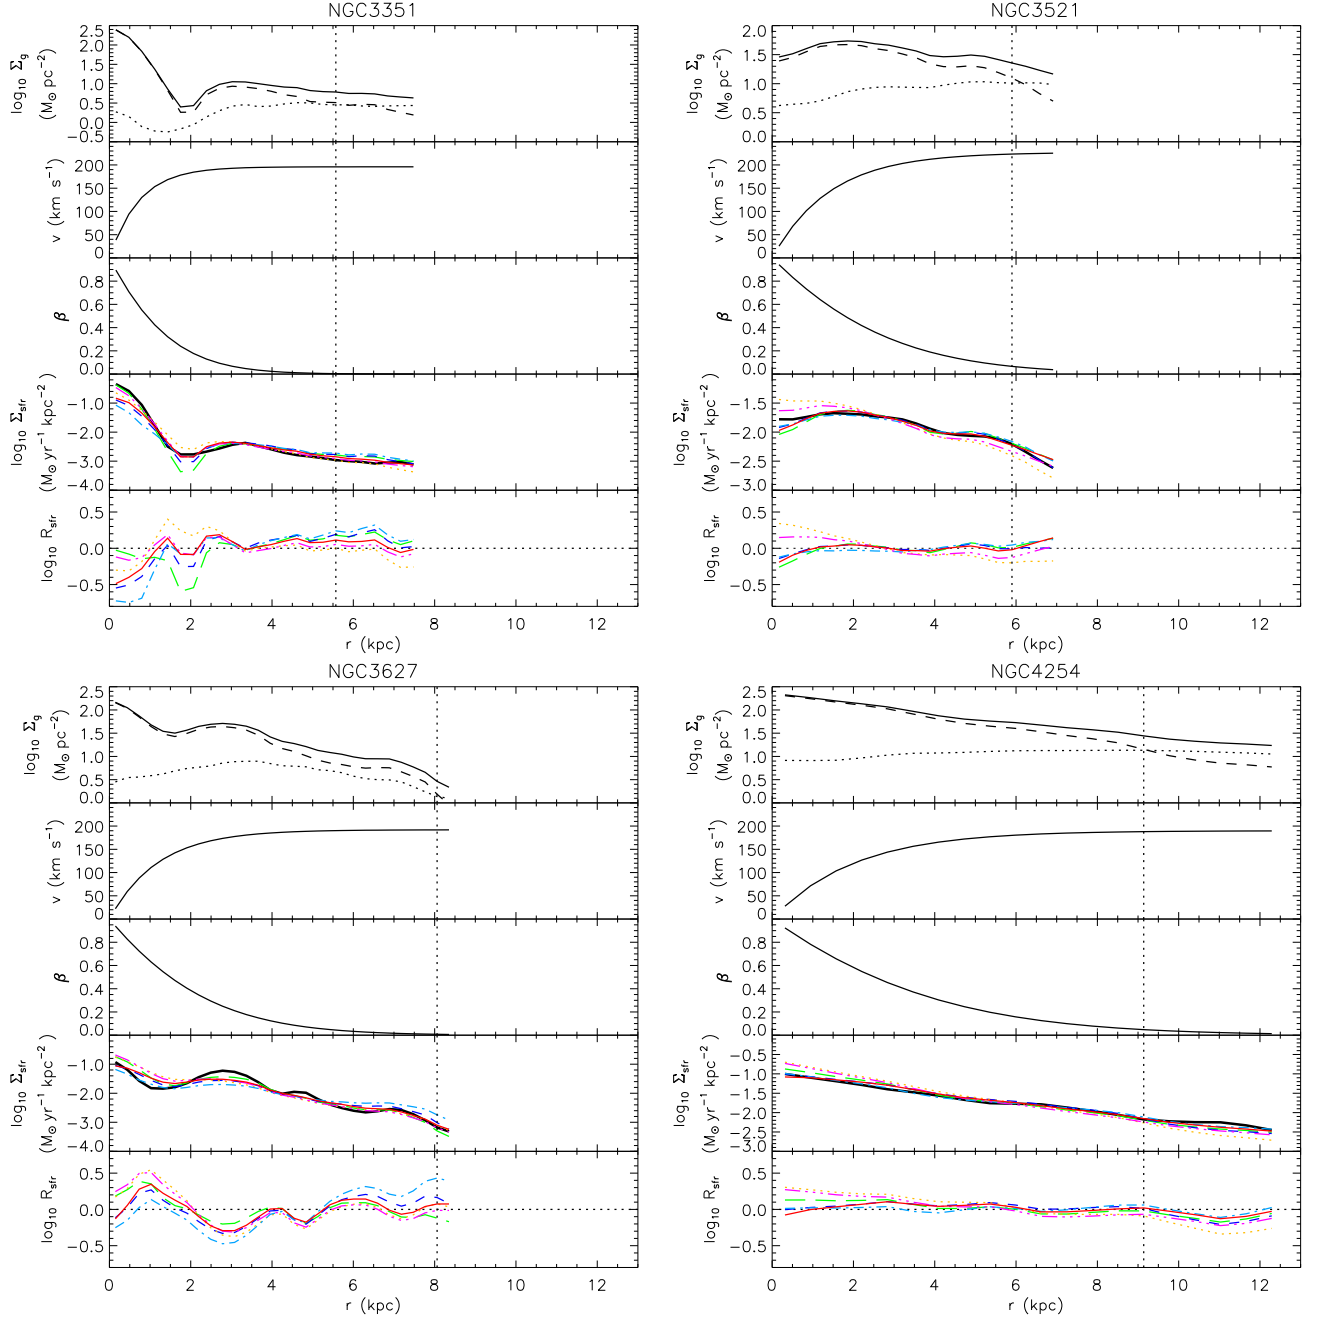 NGC3351
log₁₀ Σg
(M⊙ pc⁻²)
2.5
2.0
1.5
1.0
0.5
0.0
−0.5
v (km s⁻¹)
200
150
100
50
0
β
0.8
0.6
0.4
0.2
0.0
log₁₀ Σsfr
(M⊙ yr⁻¹ kpc⁻²)
−1.0
−2.0
−3.0
−4.0
log₁₀ Rsfr
0.5
0.0
−0.5
0 2 4 6 8 10 12
r (kpc)
NGC3521
log₁₀ Σg
(M⊙ pc⁻²)
2.0
1.5
1.0
0.5
0.0
v (km s⁻¹)
200
150
100
50
0
β
0.8
0.6
0.4
0.2
0.0
log₁₀ Σsfr
(M⊙ yr⁻¹ kpc⁻²)
−1.5
−2.0
−2.5
−3.0
log₁₀ Rsfr
0.5
0.0
−0.5
0 2 4 6 8 10 12
r (kpc)
NGC3627
log₁₀ Σg
(M⊙ pc⁻²)
2.5
2.0
1.5
1.0
0.5
0.0
v (km s⁻¹)
200
150
100
50
0
β
0.8
0.6
0.4
0.2
0.0
log₁₀ Σsfr
(M⊙ yr⁻¹ kpc⁻²)
−1.0
−2.0
−3.0
−4.0
log₁₀ Rsfr
0.5
0.0
−0.5
0 2 4 6 8 10 12
r (kpc)
NGC4254
log₁₀ Σg
(M⊙ pc⁻²)
2.5
2.0
1.5
1.0
0.5
0.0
v (km s⁻¹)
200
150
100
50
0
β
0.8
0.6
0.4
0.2
0.0
log₁₀ Σsfr
(M⊙ yr⁻¹ kpc⁻²)
−0.5
−1.0
−1.5
−2.0
−2.5
−3.0
log₁₀ Rsfr
0.5
0.0
−0.5
0 2 4 6 8 10 12
r (kpc)